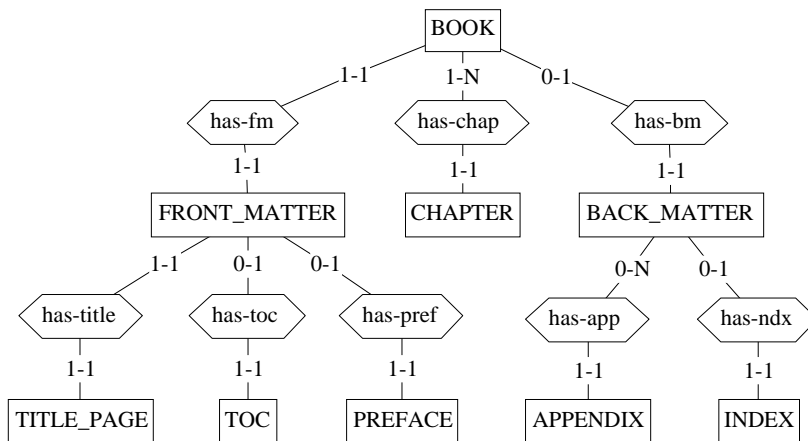 BOOK
1-1 1-N 0-1
has-fm has-chap has-bm
1-1 1-1 1-1
FRONT_MATTER CHAPTER BACK_MATTER
1-1 0-1 0-1 0-N 0-1
has-title has-toc has-pref has-app has-ndx
1-1 1-1 1-1 1-1 1-1
TITLE_PAGE TOC PREFACE APPENDIX INDEX